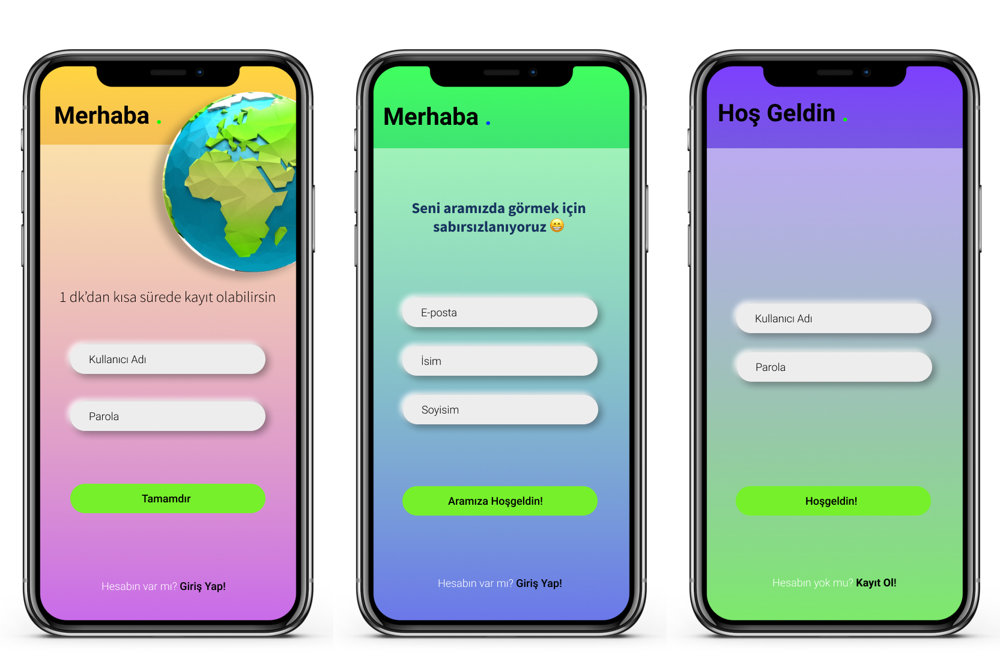 Merhaba .
1 dk’dan kısa sürede kayıt olabilirsin
Kullanıcı Adı
Parola
Tamamdır
Hesabın var mı? Giriş Yap!
Merhaba .
Seni aramızda görmek için
sabırsızlanıyoruz 😁
E-posta
İsim
Soyisim
Aramıza Hoşgeldin!
Hesabın var mı? Giriş Yap!
Hoş Geldin .
Kullanıcı Adı
Parola
Hoşgeldin!
Hesabın yok mu? Kayıt Ol!